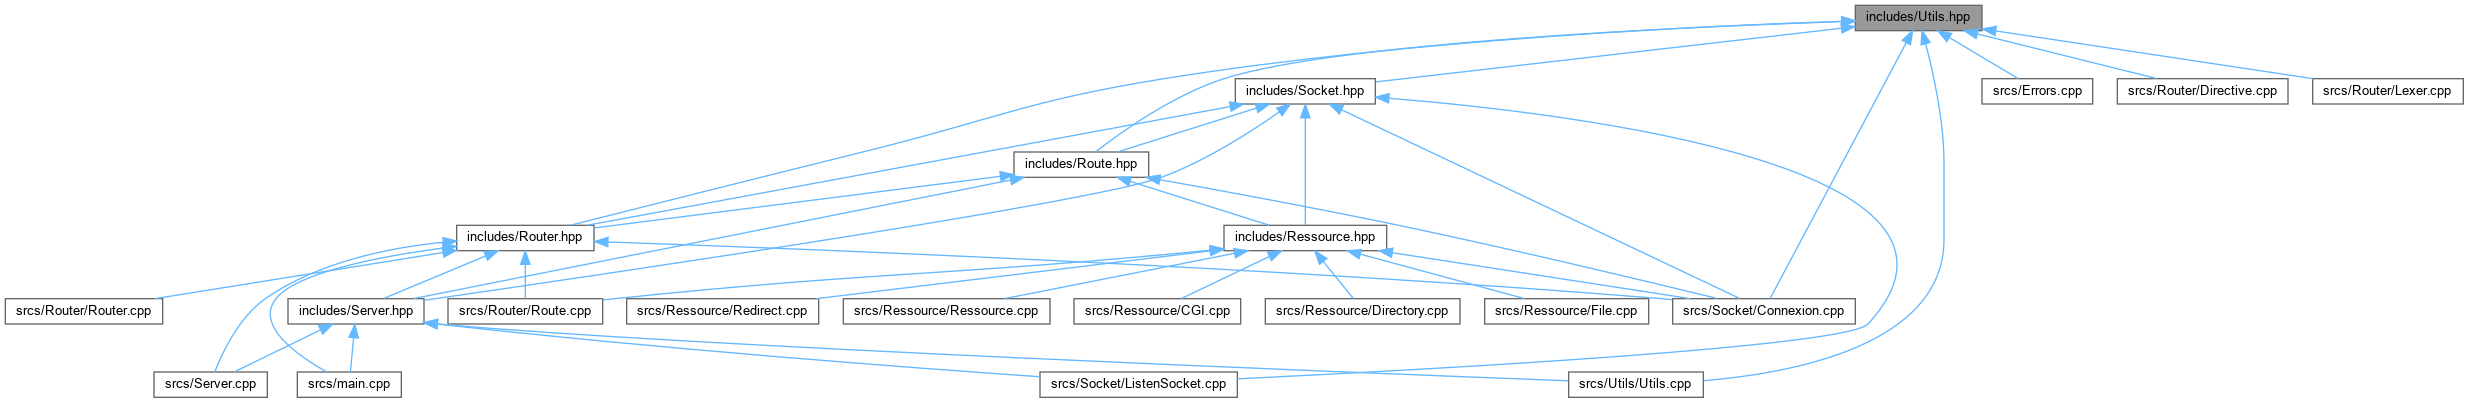 includes/Utils.hpp
includes/Socket.hpp
srcs/Errors.cpp
srcs/Router/Directive.cpp
srcs/Router/Lexer.cpp
includes/Route.hpp
includes/Router.hpp
includes/Ressource.hpp
srcs/Router/Router.cpp
includes/Server.hpp
srcs/Router/Route.cpp
srcs/Ressource/Redirect.cpp
srcs/Ressource/Ressource.cpp
srcs/Ressource/CGI.cpp
srcs/Ressource/Directory.cpp
srcs/Ressource/File.cpp
srcs/Socket/Connexion.cpp
srcs/Server.cpp
srcs/main.cpp
srcs/Socket/ListenSocket.cpp
srcs/Utils/Utils.cpp